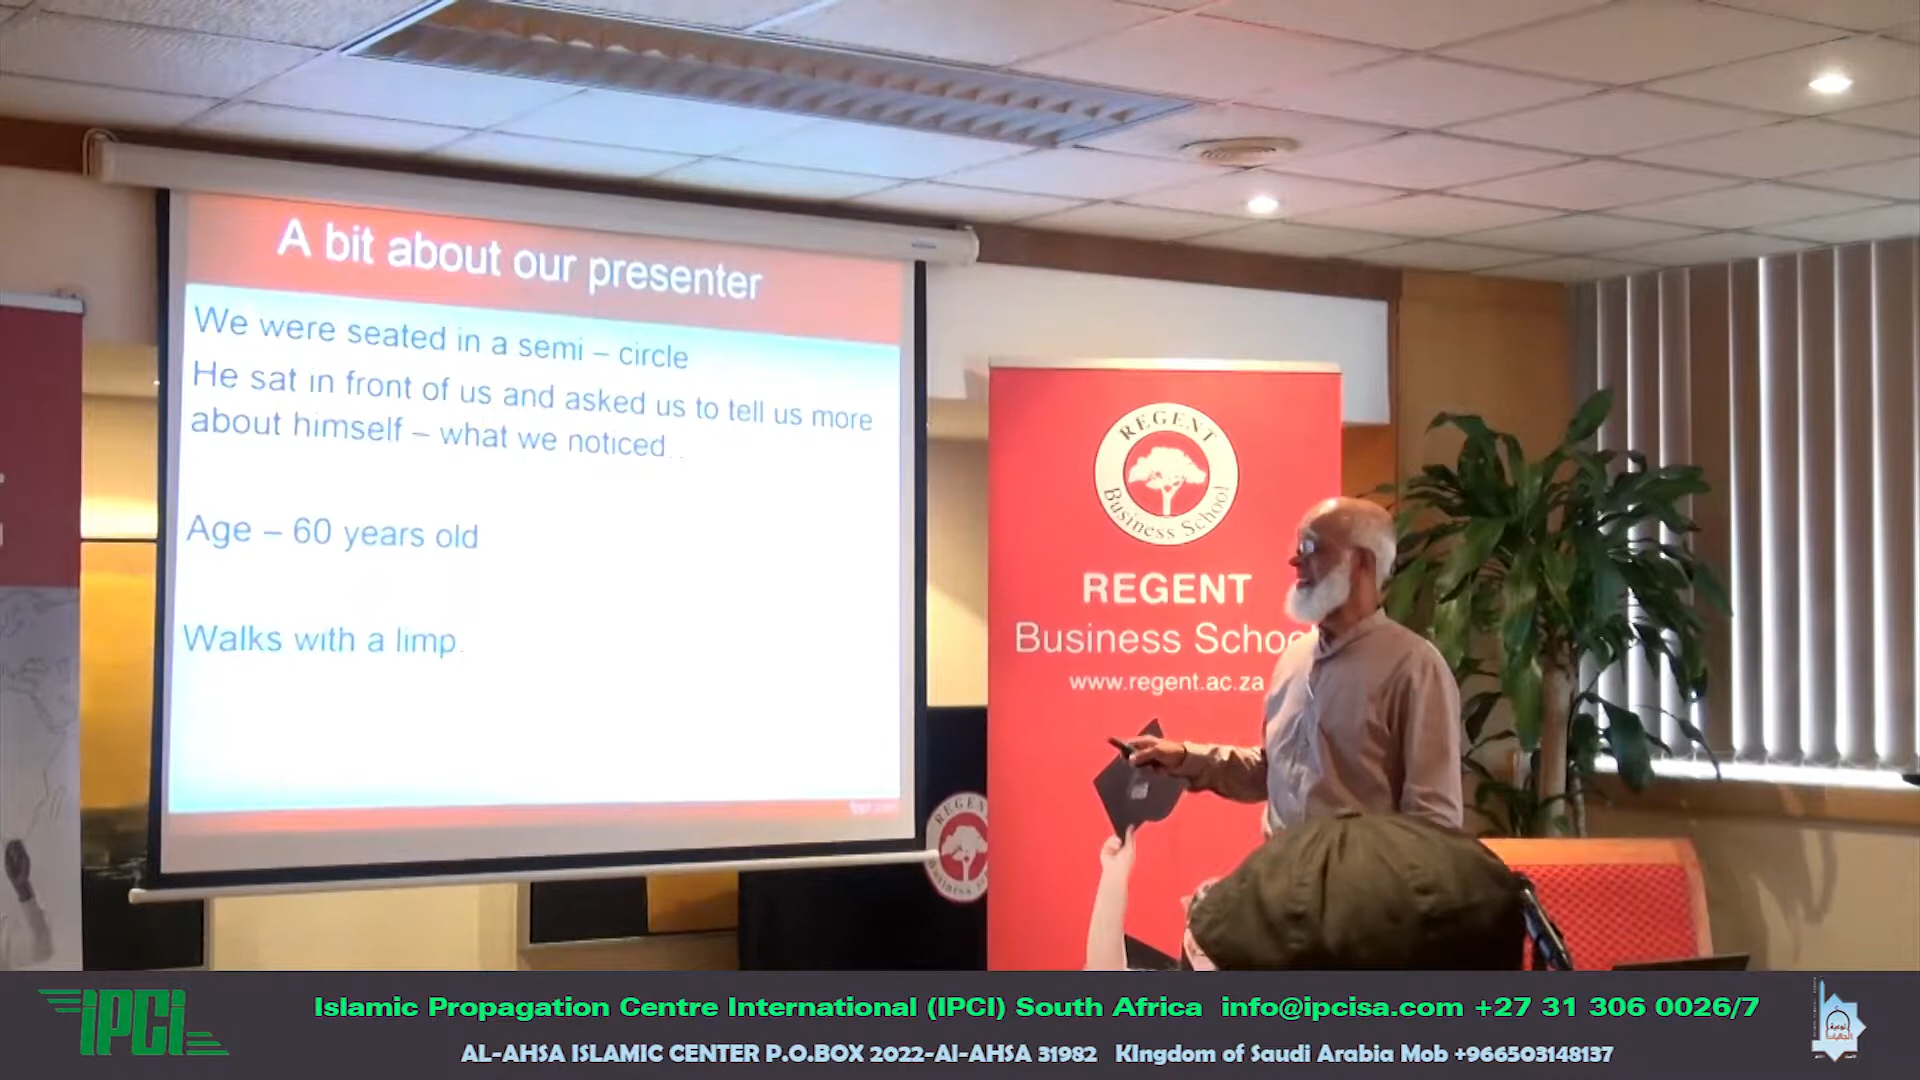 A bit about our presenter
We were seated in a semi – circle
He sat in front of us and asked us to tell us more
about himself – what we noticed..
Age – 60 years old
Walks with a limp.
REGENT
Business School
REGENT
Business School
www.regent.ac.za
REGENT
IPCI
Islamic Propagation Centre International (IPCI) South Africa info@ipcisa.com +27 31 306 0026/7
AL-AHSA ISLAMIC CENTER P.O.BOX 2022-Al-AHSA 31982 KIngdom of Saudi Arabia Mob +966503148137